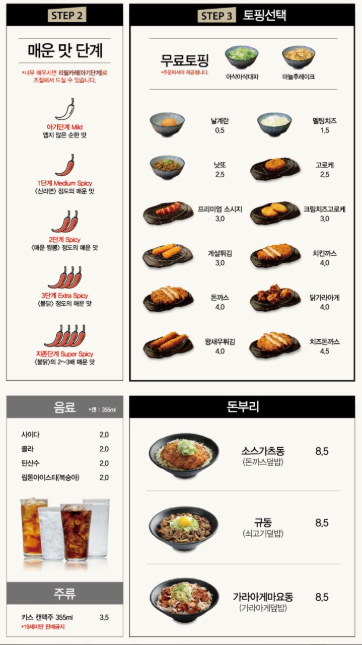 STEP 2
매운 맛 단계
*너무 매우시면 리필카레(아기단계)로
조절해서 드실 수 있습니다.
아기단계 Mild
맵지 않은 순한 맛
1단계 Medium Spicy
<신라면> 정도의 매운 맛
2단계 Spicy
<매운 짬뽕> 정도의 매운 맛
3단계 Extra Spicy
<불닭> 정도의 매운 맛
지존단계 Super Spicy
<불닭>의 2~3배 매운 맛
STEP 3 토핑선택
무료토핑
*주문하셔야 제공됩니다.
아삭아삭대파
마늘후레이크
날계란
0.5
멜팅치즈
1.5
낫또
2.5
고로케
2.5
프리미엄 소시지
3.0
크림치즈고로케
3.0
게살튀김
3.0
치킨까스
4.0
돈까스
4.0
닭가라아게
4.0
왕새우튀김
4.0
치즈돈까스
4.5
음료 *캔 : 355ml
사이다 2.0
콜라 2.0
탄산수 2.0
립톤아이스티(복숭아) 2.0
주류
카스 캔맥주 355ml 3.5
*19세미만 판매금지
돈부리
소스가츠동 8.5
(돈까스덮밥)
규동 8.5
(쇠고기덮밥)
가라아게마요동 8.5
(가라아게덮밥)